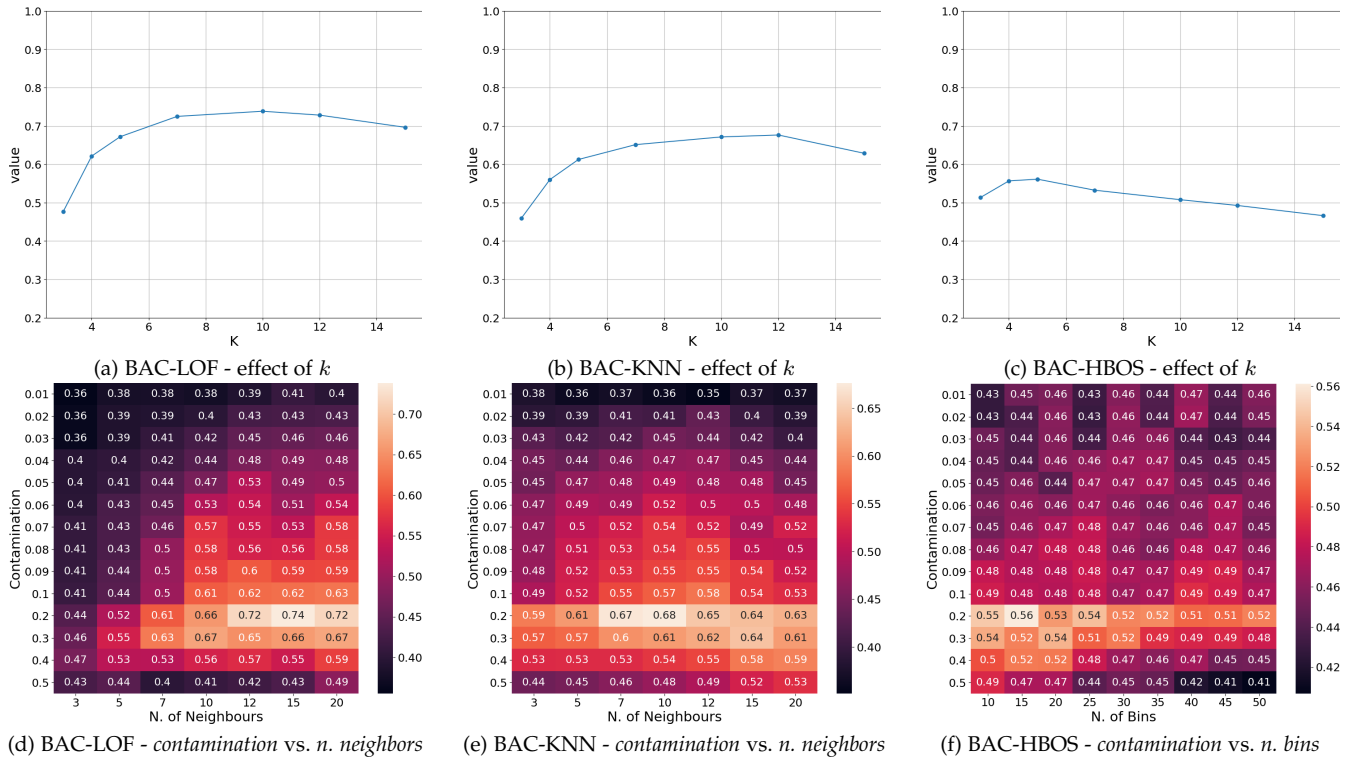 1.0 0.9 0.8 0.7 0.6 0.5 0.4 0.3 0.2
value
4 6 8 10 12 14
K
(a) BAC-LOF - effect of k
1.0 0.9 0.8 0.7 0.6 0.5 0.4 0.3 0.2
value
4 6 8 10 12 14
K
(b) BAC-KNN - effect of k
1.0 0.9 0.8 0.7 0.6 0.5 0.4 0.3 0.2
value
4 6 8 10 12 14
K
(c) BAC-HBOS - effect of k
Contamination
0.01 0.36 0.38 0.38 0.38 0.39 0.41 0.4
0.02 0.36 0.39 0.39 0.4 0.43 0.43 0.43
0.03 0.36 0.39 0.41 0.42 0.45 0.46 0.46
0.04 0.4 0.4 0.42 0.44 0.48 0.49 0.48
0.05 0.4 0.41 0.44 0.47 0.53 0.49 0.5
0.06 0.4 0.43 0.45 0.53 0.54 0.51 0.54
0.07 0.41 0.43 0.46 0.57 0.55 0.53 0.58
0.08 0.41 0.43 0.5 0.58 0.56 0.56 0.58
0.09 0.41 0.44 0.5 0.58 0.6 0.59 0.59
0.1 0.41 0.44 0.5 0.61 0.62 0.62 0.63
0.2 0.44 0.52 0.61 0.66 0.72 0.74 0.72
0.3 0.46 0.55 0.63 0.67 0.65 0.66 0.67
0.4 0.47 0.53 0.53 0.56 0.57 0.55 0.59
0.5 0.43 0.44 0.4 0.41 0.42 0.43 0.49
3 5 7 10 12 15 20
N. of Neighbours
0.70 0.65 0.60 0.55 0.50 0.45 0.40
(d) BAC-LOF - contamination vs. n. neighbors
Contamination
0.01 0.38 0.36 0.37 0.36 0.35 0.37 0.37
0.02 0.39 0.39 0.41 0.41 0.43 0.4 0.39
0.03 0.43 0.42 0.42 0.45 0.44 0.42 0.4
0.04 0.45 0.44 0.46 0.47 0.47 0.45 0.44
0.05 0.45 0.47 0.48 0.49 0.48 0.48 0.45
0.06 0.47 0.49 0.49 0.52 0.5 0.5 0.48
0.07 0.47 0.5 0.52 0.54 0.52 0.49 0.52
0.08 0.47 0.51 0.53 0.54 0.55 0.5 0.5
0.09 0.48 0.52 0.53 0.55 0.55 0.54 0.52
0.1 0.49 0.52 0.55 0.57 0.58 0.54 0.53
0.2 0.59 0.61 0.67 0.68 0.65 0.64 0.63
0.3 0.57 0.57 0.6 0.61 0.62 0.64 0.61
0.4 0.53 0.53 0.53 0.54 0.55 0.58 0.59
0.5 0.44 0.45 0.46 0.48 0.49 0.52 0.53
3 5 7 10 12 15 20
N. of Neighbours
0.65 0.60 0.55 0.50 0.45 0.40
(e) BAC-KNN - contamination vs. n. neighbors
Contamination
0.01 0.43 0.45 0.46 0.43 0.46 0.44 0.47 0.44 0.46
0.02 0.43 0.44 0.46 0.43 0.46 0.44 0.47 0.44 0.46
0.03 0.45 0.44 0.46 0.44 0.46 0.46 0.44 0.43 0.44
0.04 0.45 0.44 0.46 0.46 0.47 0.47 0.45 0.45 0.45
0.05 0.45 0.46 0.44 0.46 0.47 0.47 0.45 0.46 0.45
0.06 0.46 0.46 0.46 0.47 0.46 0.46 0.46 0.47 0.46
0.07 0.45 0.46 0.47 0.48 0.47 0.46 0.46 0.47 0.45
0.08 0.46 0.47 0.47 0.48 0.48 0.46 0.48 0.47 0.46
0.09 0.48 0.48 0.48 0.48 0.47 0.47 0.49 0.49 0.47
0.1 0.49 0.48 0.48 0.48 0.47 0.47 0.49 0.49 0.47
0.2 0.55 0.56 0.53 0.54 0.52 0.52 0.51 0.51 0.52
0.3 0.54 0.52 0.54 0.51 0.52 0.49 0.49 0.49 0.48
0.4 0.5 0.52 0.52 0.48 0.47 0.46 0.47 0.45 0.45
0.5 0.49 0.47 0.47 0.44 0.45 0.44 0.42 0.41 0.41
10 15 20 25 30 35 40 45 50
N. of Bins
0.56 0.54 0.52 0.50 0.48 0.46 0.44 0.42
(f) BAC-HBOS - contamination vs. n. bins